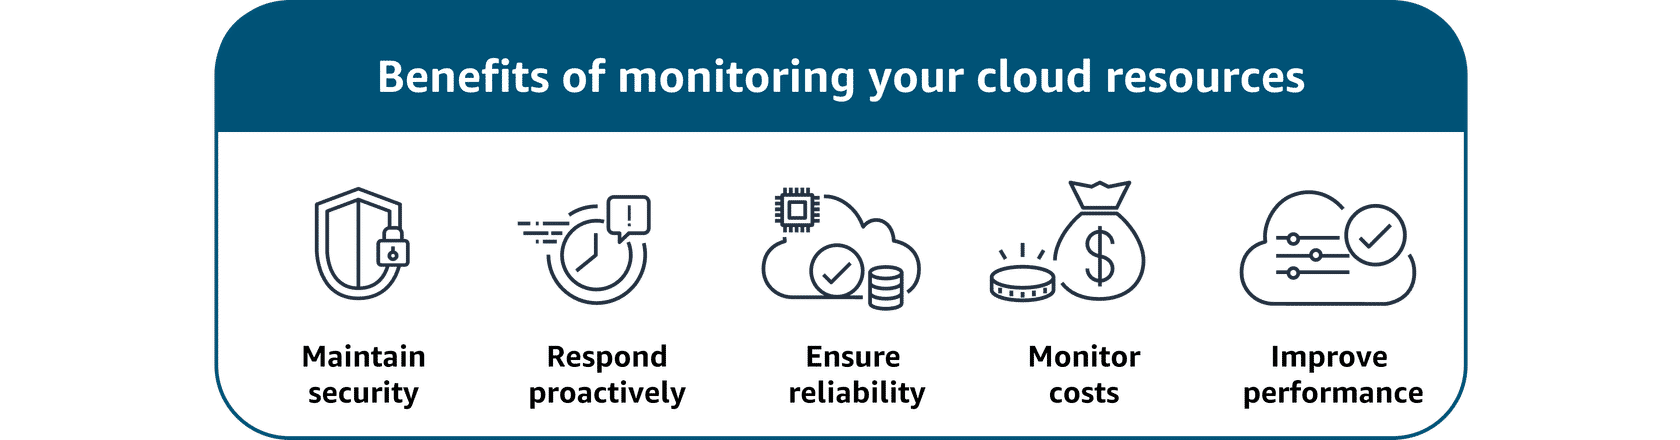 Benefits of monitoring your cloud resources
Maintain
security
Respond
proactively
Ensure
reliability
Monitor
costs
Improve
performance